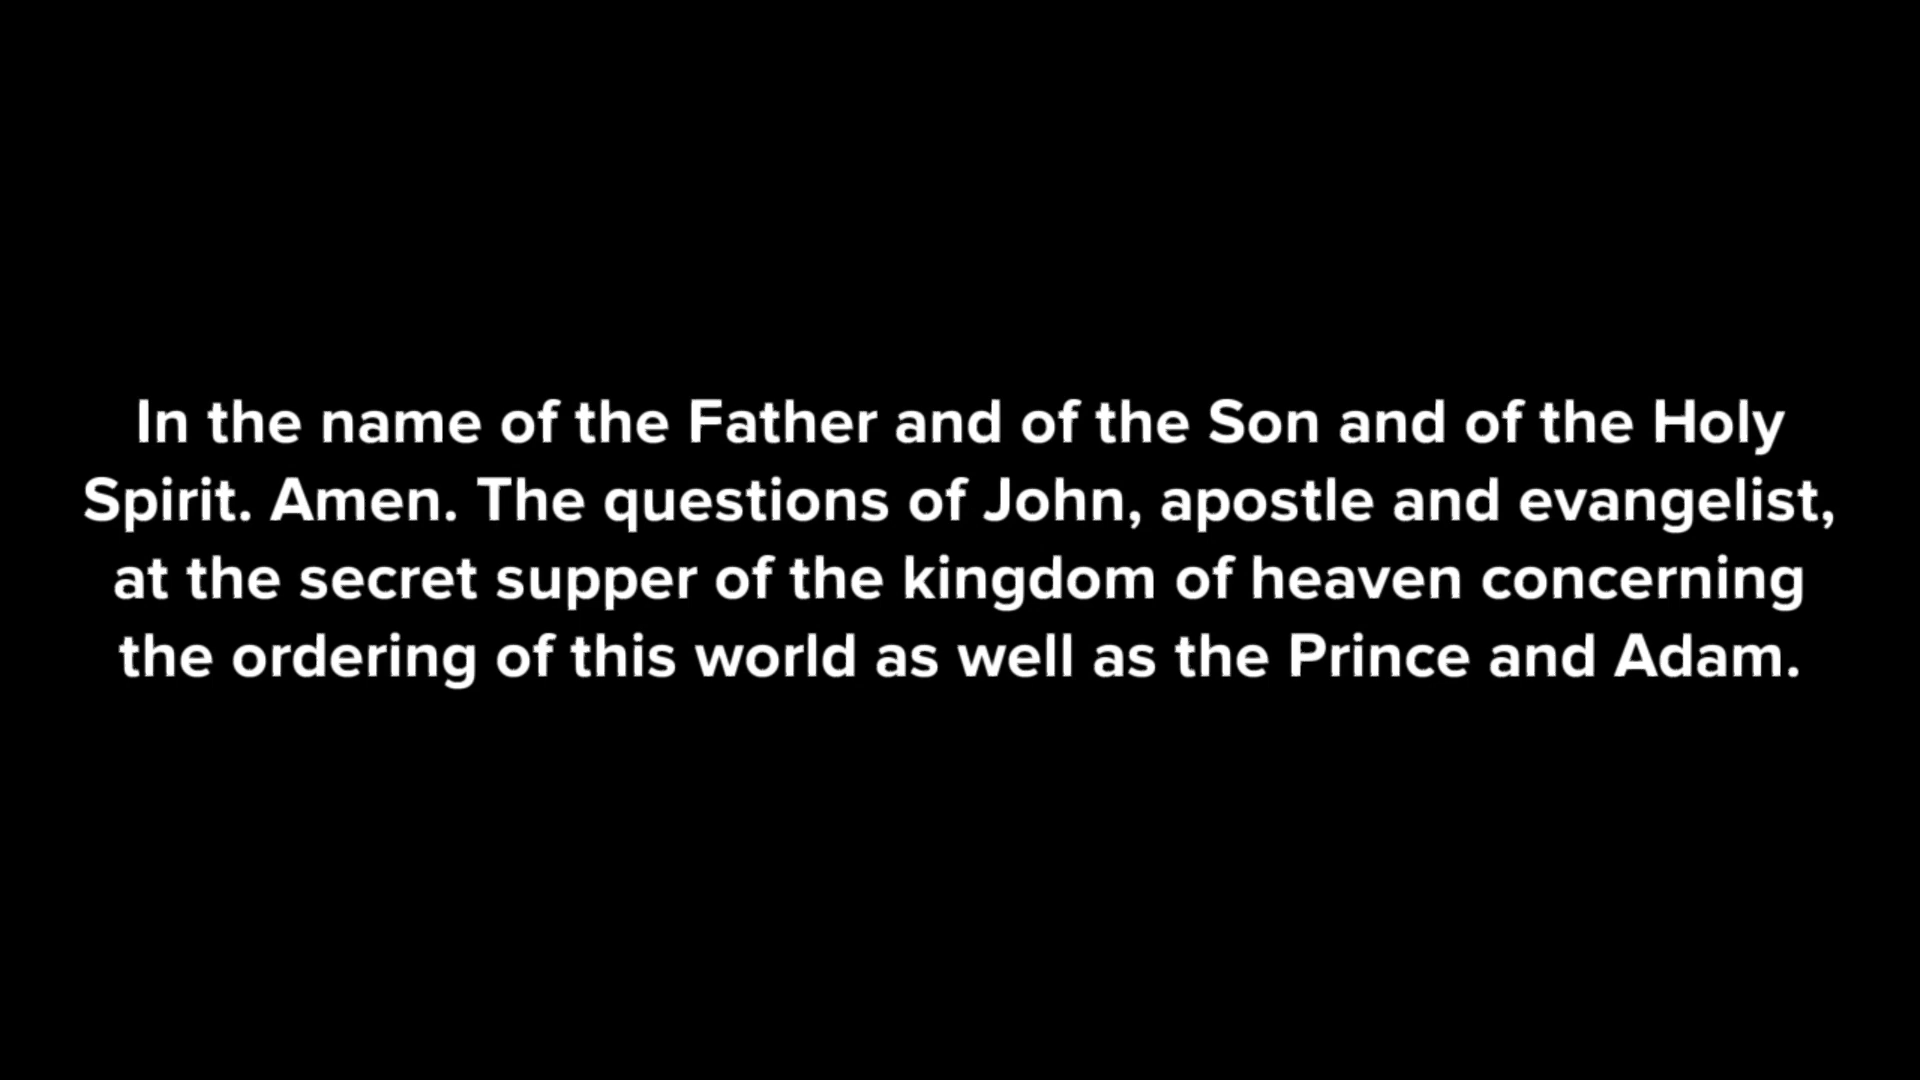 In the name of the Father and of the Son and of the Holy
Spirit. Amen. The questions of John, apostle and evangelist,
at the secret supper of the kingdom of heaven concerning
the ordering of this world as well as the Prince and Adam.